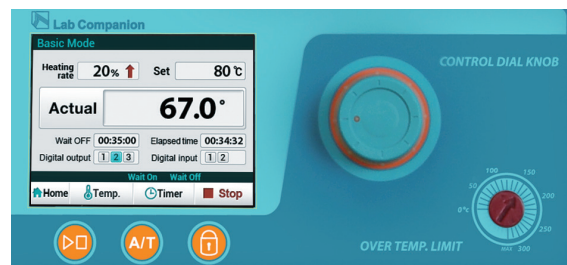 Lab Companion
Basic Mode
Heating rate 20% Set 80 °c
Actual 67.0°
Wait OFF 00:35:00 Elapsed time 00:34:32
Digital output 1 2 3 Digital input 1 2
Wait On Wait Off
Home Temp. Timer Stop
A/T
CONTROL DIAL KNOB
0°c 50 100 150 200 250 MAX 300
OVER TEMP. LIMIT